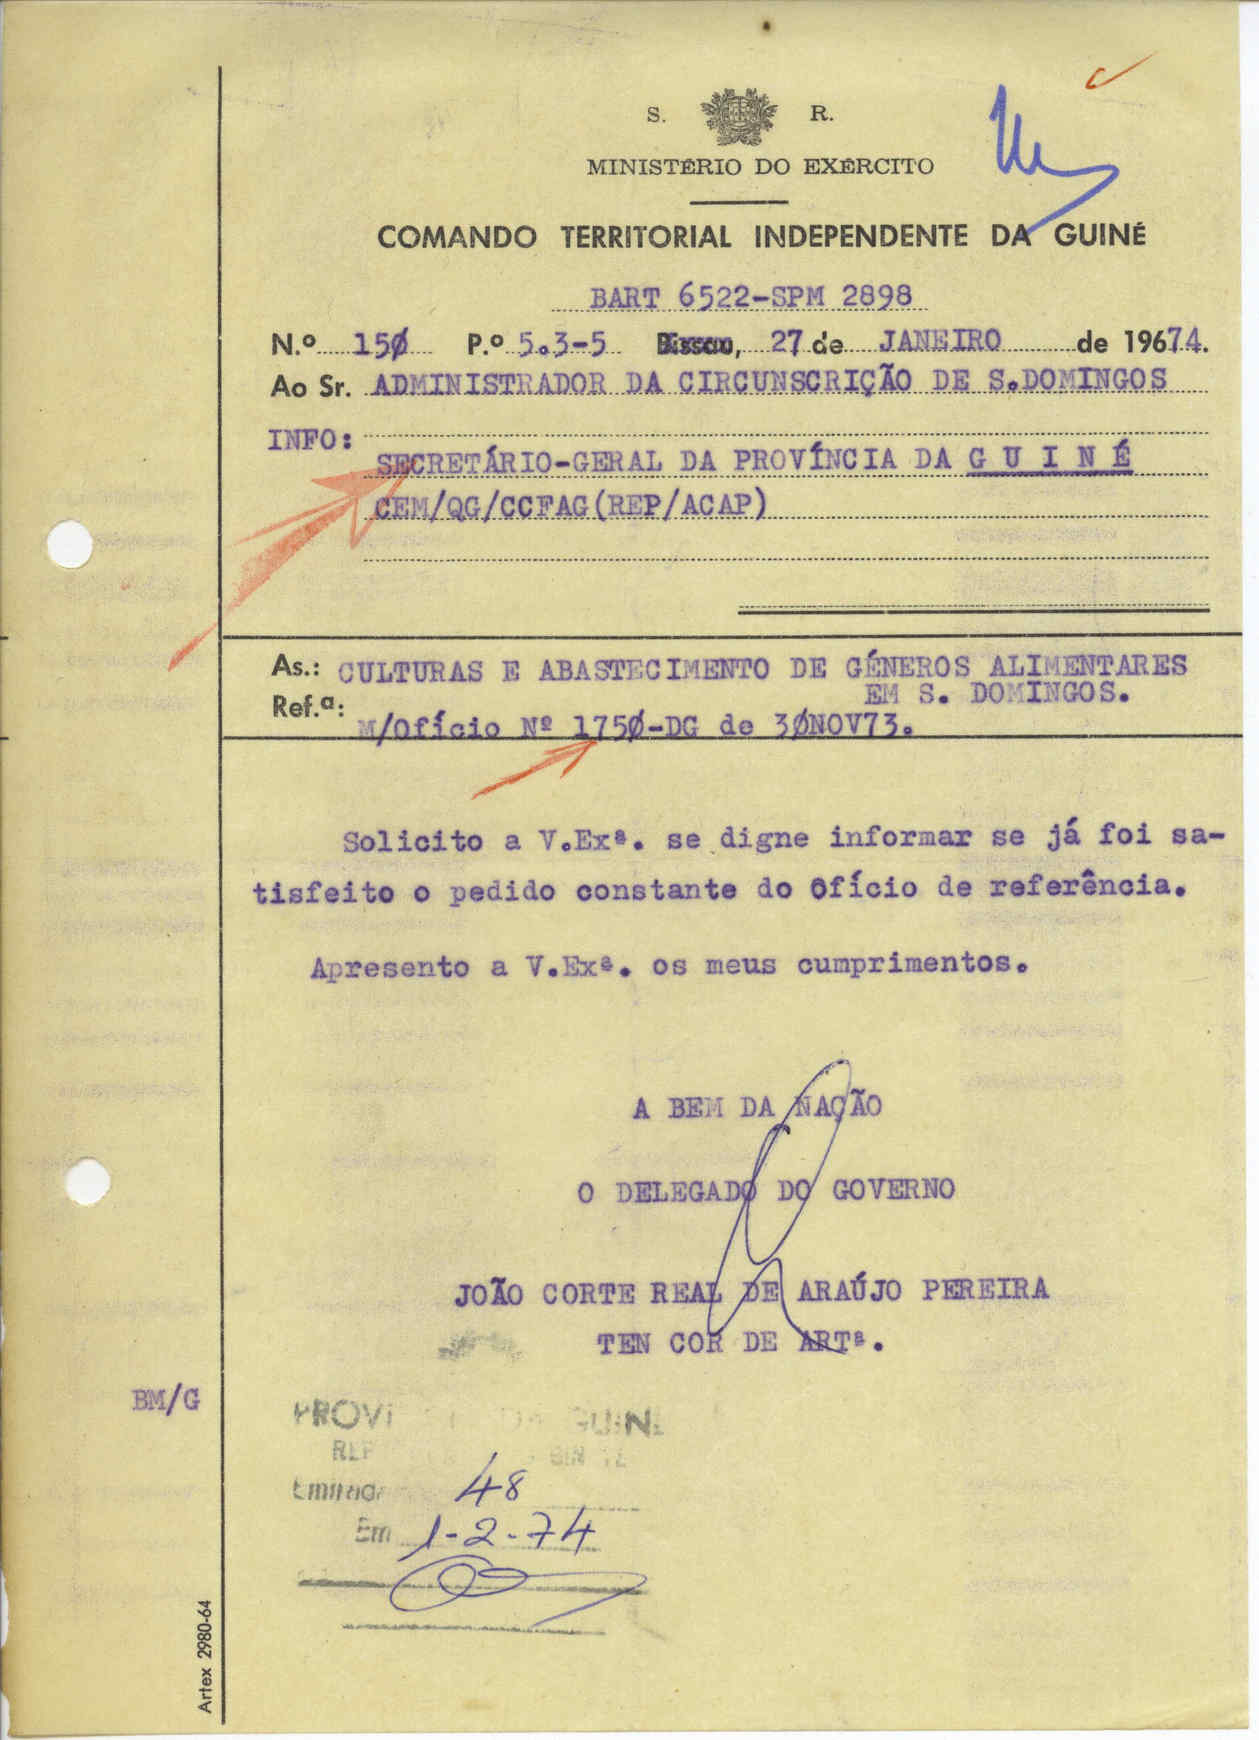 S. R.
MINISTÉRIO DO EXÉRCITO
COMANDO TERRITORIAL INDEPENDENTE DA GUINÉ
BART 6522-SPM 2898
N.º 15Ø P.º 5.3-5 Bissau, 27 de JANEIRO de 19674.
Ao Sr. ADMINISTRADOR DA CIRCUNSCRIÇÃO DE S.DOMINGOS
INFO:
SECRETÁRIO-GERAL DA PROVÍNCIA DA G U I N É
CEM/QG/CCFAG(REP/ACAP)
As.: CULTURAS E ABASTECIMENTO DE GÉNEROS ALIMENTARES
EM S. DOMINGOS.
Ref.ª:
M/Ofício Nº 175Ø-DG de 3ØNOV73.
Solicito a V.Exª. se digne informar se já foi sa-
tisfeito o pedido constante do Ofício de referência.
Apresento a V.Exª. os meus cumprimentos.
A BEM DA NAÇÃO
O DELEGADO DO GOVERNO
JOÃO CORTE REAL DE ARAÚJO PEREIRA
TEN COR DE ARTª.
BM/G
48
Em 1-2-74
Artex 2980-64